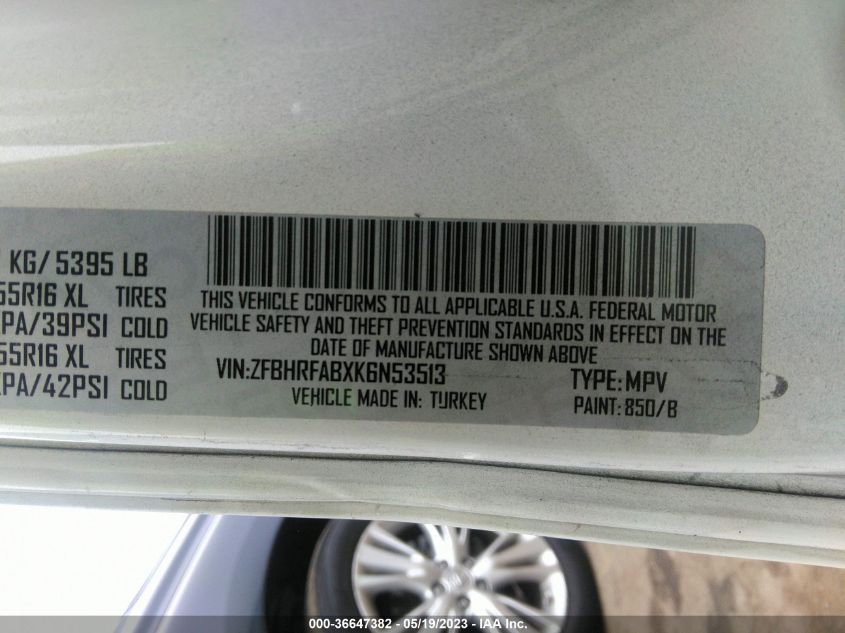 KG/ 5395 LB
55R16 XL TIRES
KPA/39PSI COLD
55R16 XL TIRES
KPA/42PSI COLD
THIS VEHICLE CONFORMS TO ALL APPLICABLE U.S.A. FEDERAL MOTOR
VEHICLE SAFETY AND THEFT PREVENTION STANDARDS IN EFFECT ON THE
DATE OF MANUFACTURE SHOWN ABOVE
VIN:ZFBHRFABXK6N53513 TYPE:MPV
VEHICLE MADE IN: TURKEY PAINT:850/B
000-36647382 - 05/19/2023 - IAA Inc.